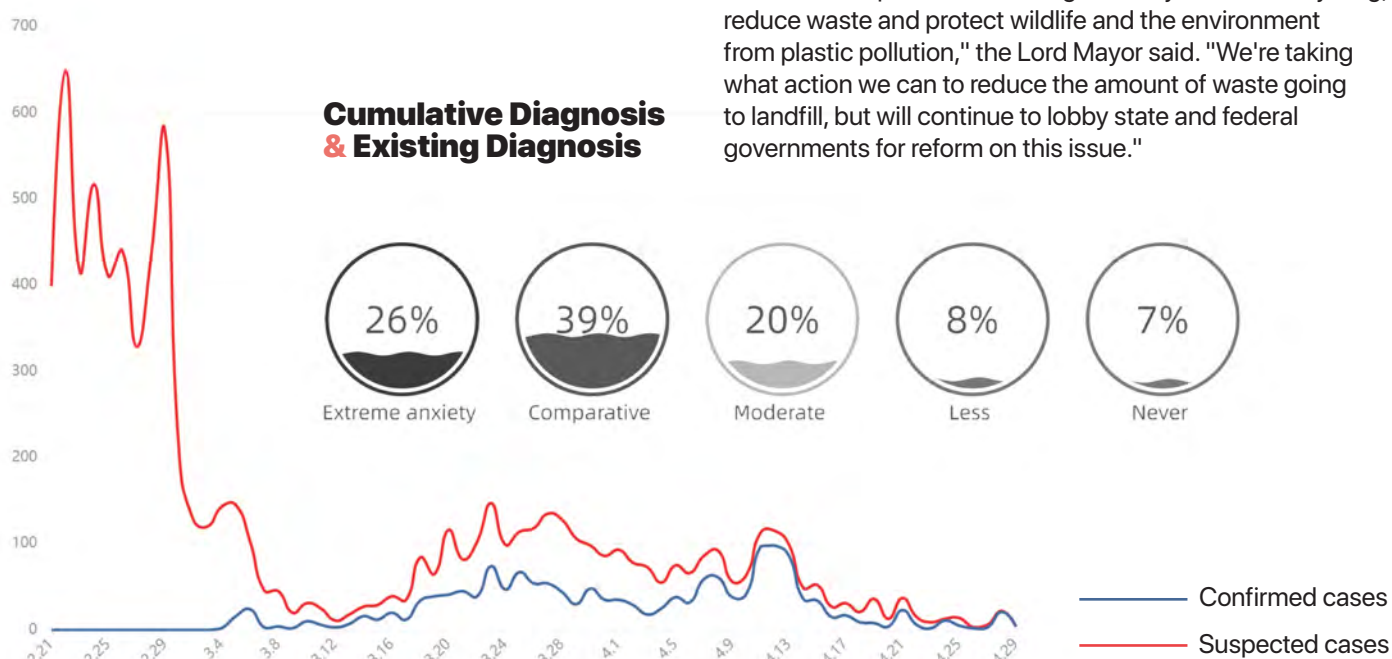 reduce waste and protect wildlife and the environment
from plastic pollution," the Lord Mayor said. "We're taking
what action we can to reduce the amount of waste going
to landfill, but will continue to lobby state and federal
governments for reform on this issue."
Cumulative Diagnosis
& Existing Diagnosis
700
600
500
400
300
200
100
0
26%
39%
20%
8%
7%
Extreme anxiety
Comparative
Moderate
Less
Never
2.25
2.29
3.4
3.8
3.12
3.16
3.20
3.24
3.28
4.1
4.5
4.9
4.13
4.17
4.21
4.25
4.29
Confirmed cases
Suspected cases